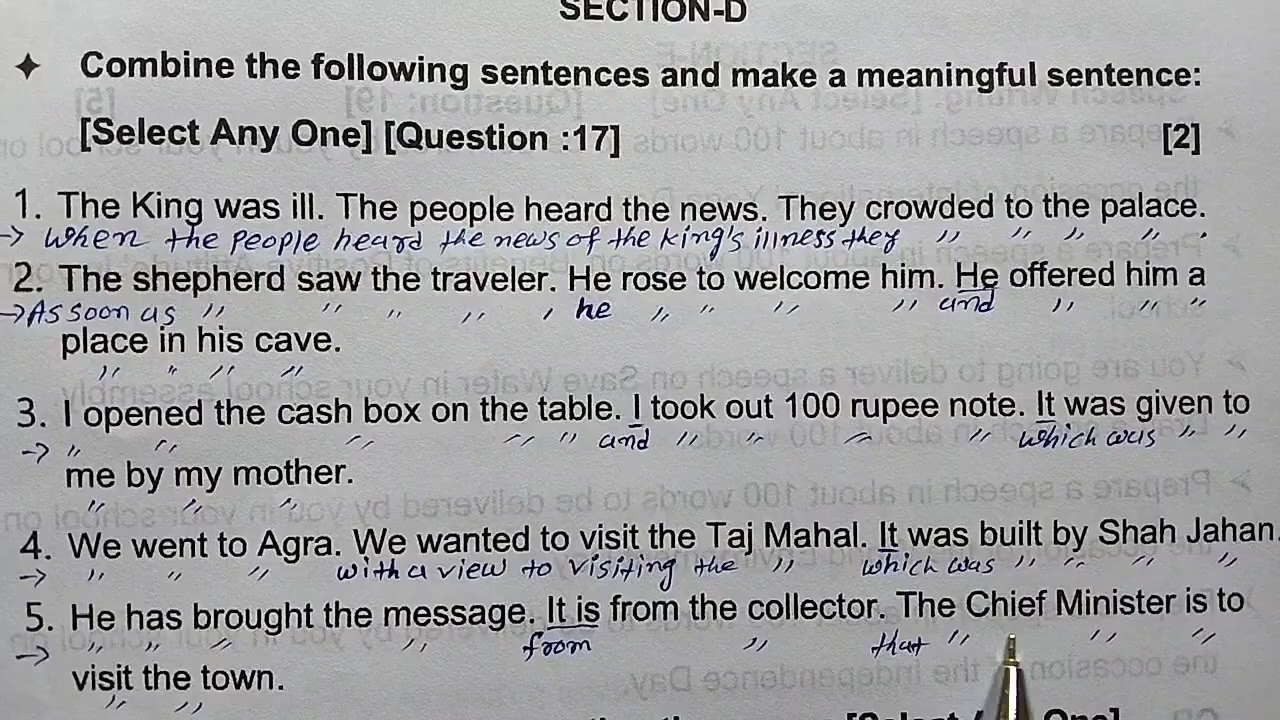 SECTION-D
✦ Combine the following sentences and make a meaningful sentence:
[Select Any One] [Question :17] [2]
1. The King was ill. The people heard the news. They crowded to the palace.
→ When the people heard the news of the king's illness they " " " " .
2. The shepherd saw the traveler. He rose to welcome him. He offered him a
→ As soon as " " " " , he " " " " and " " "
place in his cave.
" " " "
3. I opened the cash box on the table. I took out 100 rupee note. It was given to
→ " " " " " and " " " " which was " "
me by my mother.
" " "
4. We went to Agra. We wanted to visit the Taj Mahal. It was built by Shah Jahan.
→ " " " with a view to visiting the " which was " " " "
5. He has brought the message. It is from the collector. The Chief Minister is to
→ " " " " from " that " " "
visit the town.
" "